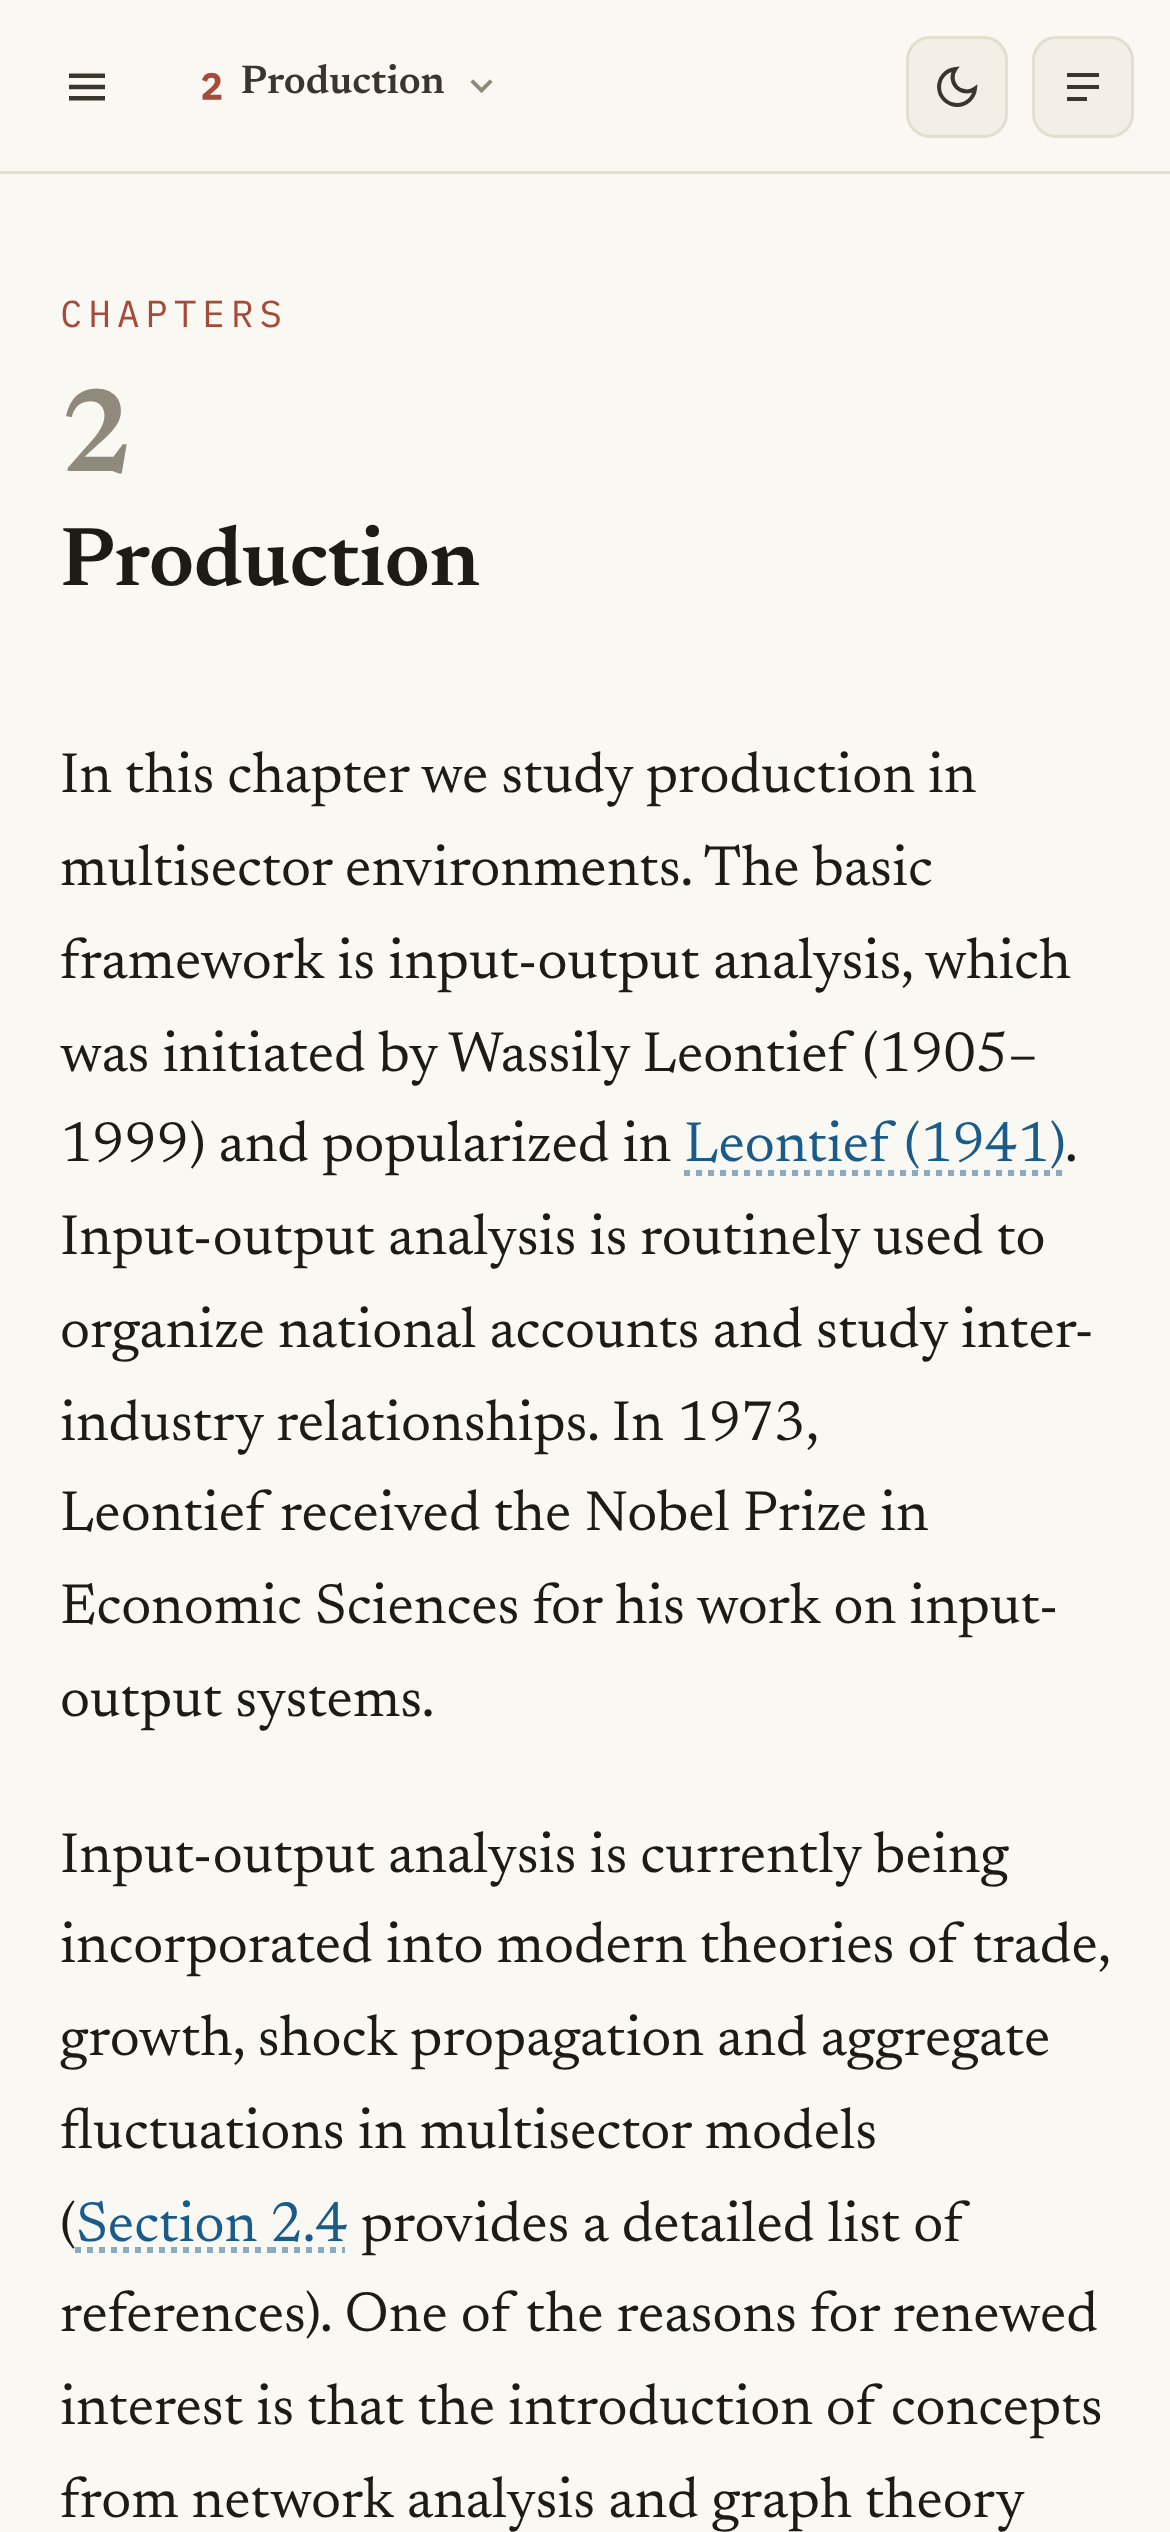 2 Production
CHAPTERS
2
Production
In this chapter we study production in
multisector environments. The basic
framework is input-output analysis, which
was initiated by Wassily Leontief (1905–
1999) and popularized in Leontief (1941).
Input-output analysis is routinely used to
organize national accounts and study inter-
industry relationships. In 1973,
Leontief received the Nobel Prize in
Economic Sciences for his work on input-
output systems.
Input-output analysis is currently being
incorporated into modern theories of trade,
growth, shock propagation and aggregate
fluctuations in multisector models
(Section 2.4 provides a detailed list of
references). One of the reasons for renewed
interest is that the introduction of concepts
from network analysis and graph theory